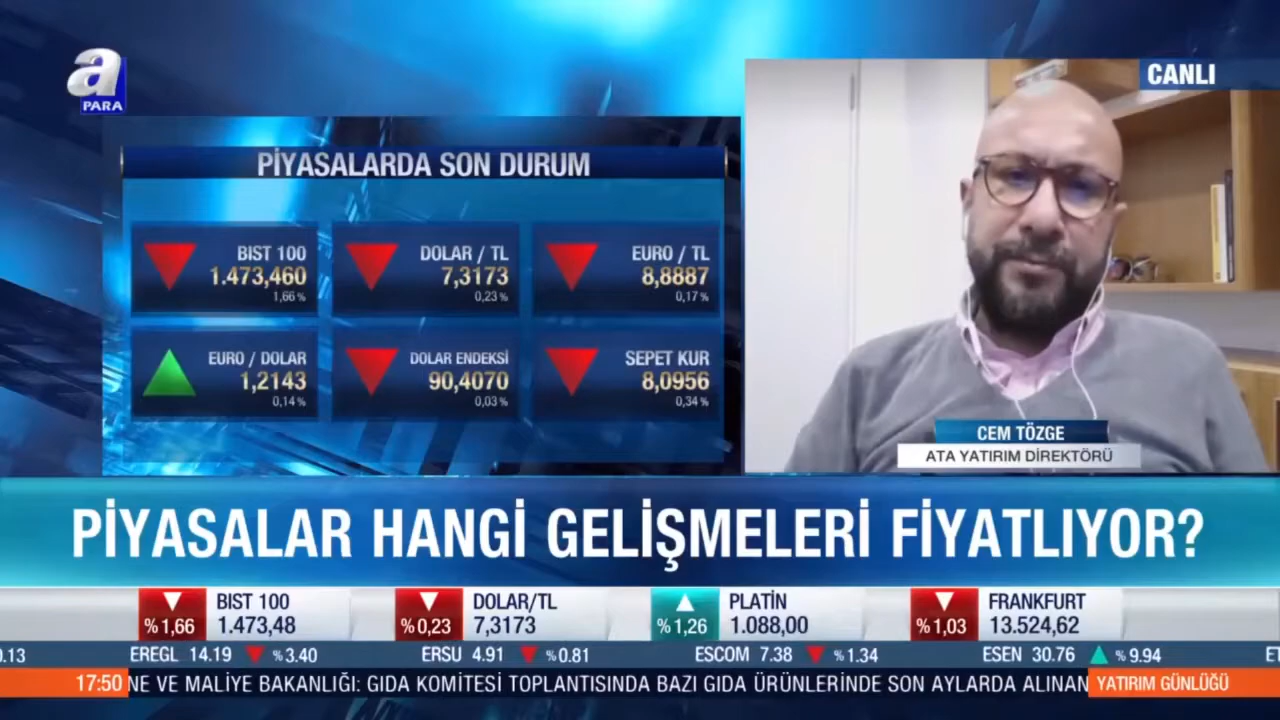 a
PARA
CANLI
PİYASALARDA SON DURUM
BIST 100
1.473,460
1,66 %
DOLAR / TL
7,3173
0,23 %
EURO / TL
8,8887
0,17 %
EURO / DOLAR
1,2143
0,14 %
DOLAR ENDEKSİ
90,4070
0,03 %
SEPET KUR
8,0956
0,34 %
CEM TÖZGE
ATA YATIRIM DİREKTÖRÜ
PİYASALAR HANGİ GELİŞMELERİ FİYATLIYOR?
%1,66 BIST 100 1.473,48
%0,23 DOLAR/TL 7,3173
%1,26 PLATİN 1.088,00
%1,03 FRANKFURT 13.524,62
0.13 EREGL 14.19 %3.40 ERSU 4.91 %0.81 ESCOM 7.38 %1.34 ESEN 30.76 %9.94 ET
17:50 NE VE MALİYE BAKANLIĞI: GIDA KOMİTESİ TOPLANTISINDA BAZI GIDA ÜRÜNLERİNDE SON AYLARDA ALINAN YATIRIM GÜNLÜĞÜ